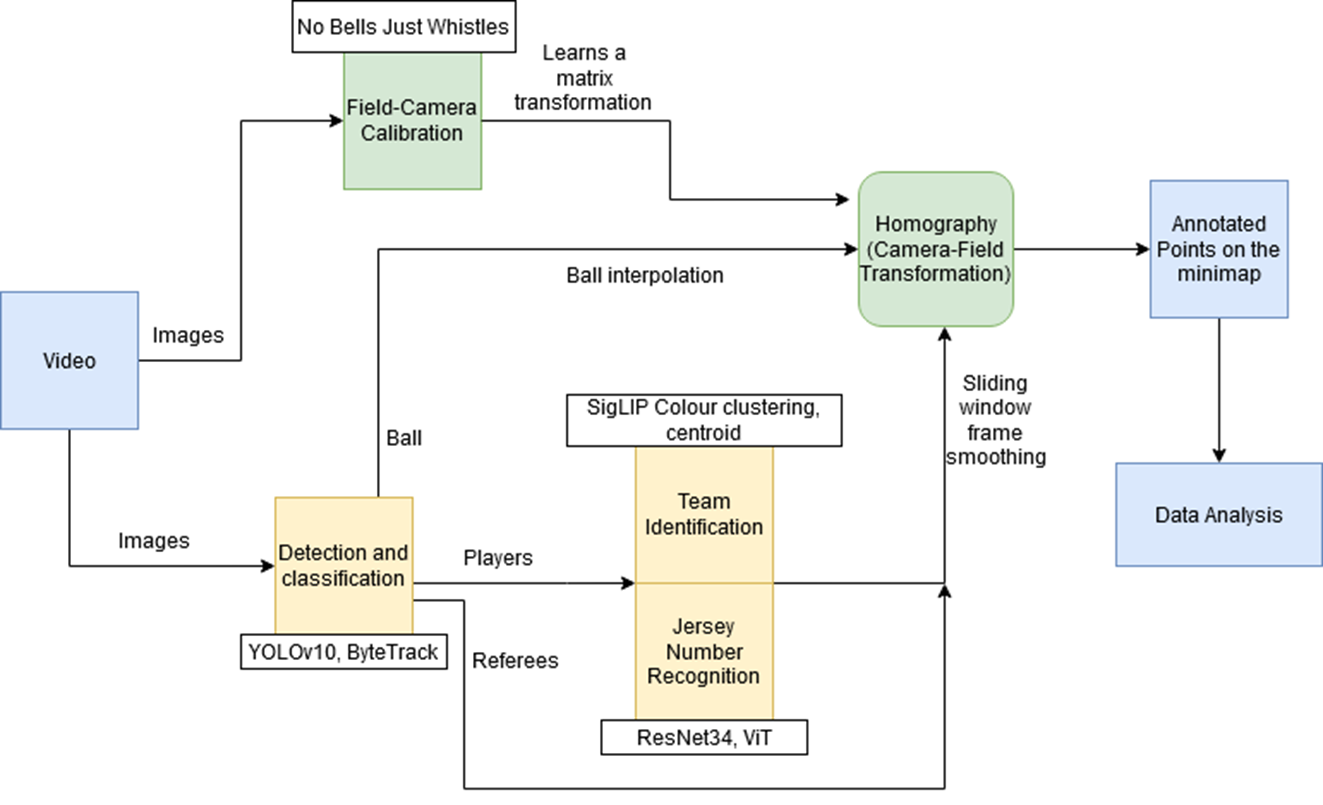 No Bells Just Whistles
Field-Camera
Calibration
Learns a
matrix
transformation
Homography
(Camera-Field
Transformation)
Annotated
Points on the
minimap
Ball interpolation
Video
Images
Ball
SigLIP Colour clustering,
centroid
Sliding
window
frame
smoothing
Team
Identification
Data Analysis
Images
Detection and
classification
Players
YOLOv10, ByteTrack
Referees
Jersey
Number
Recognition
ResNet34, ViT